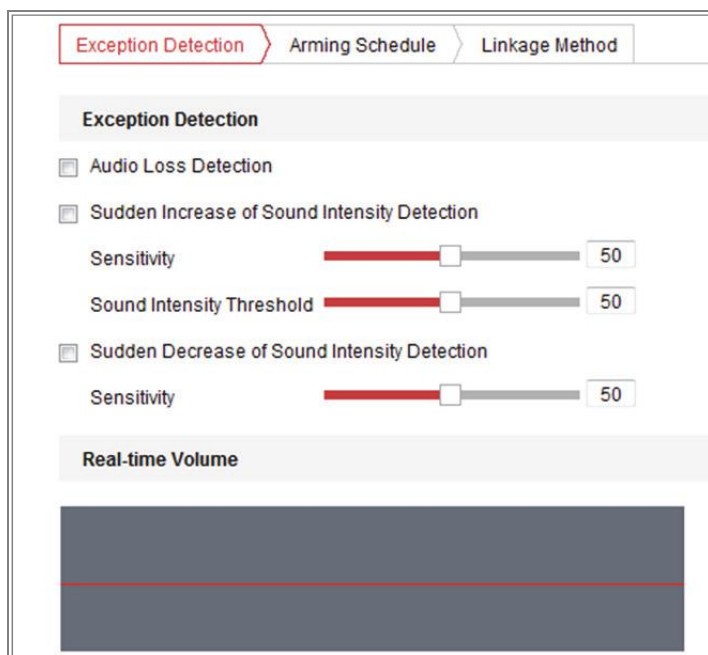 Exception Detection Arming Schedule Linkage Method
Exception Detection
Audio Loss Detection
Sudden Increase of Sound Intensity Detection
Sensitivity 50
Sound Intensity Threshold 50
Sudden Decrease of Sound Intensity Detection
Sensitivity 50
Real-time Volume